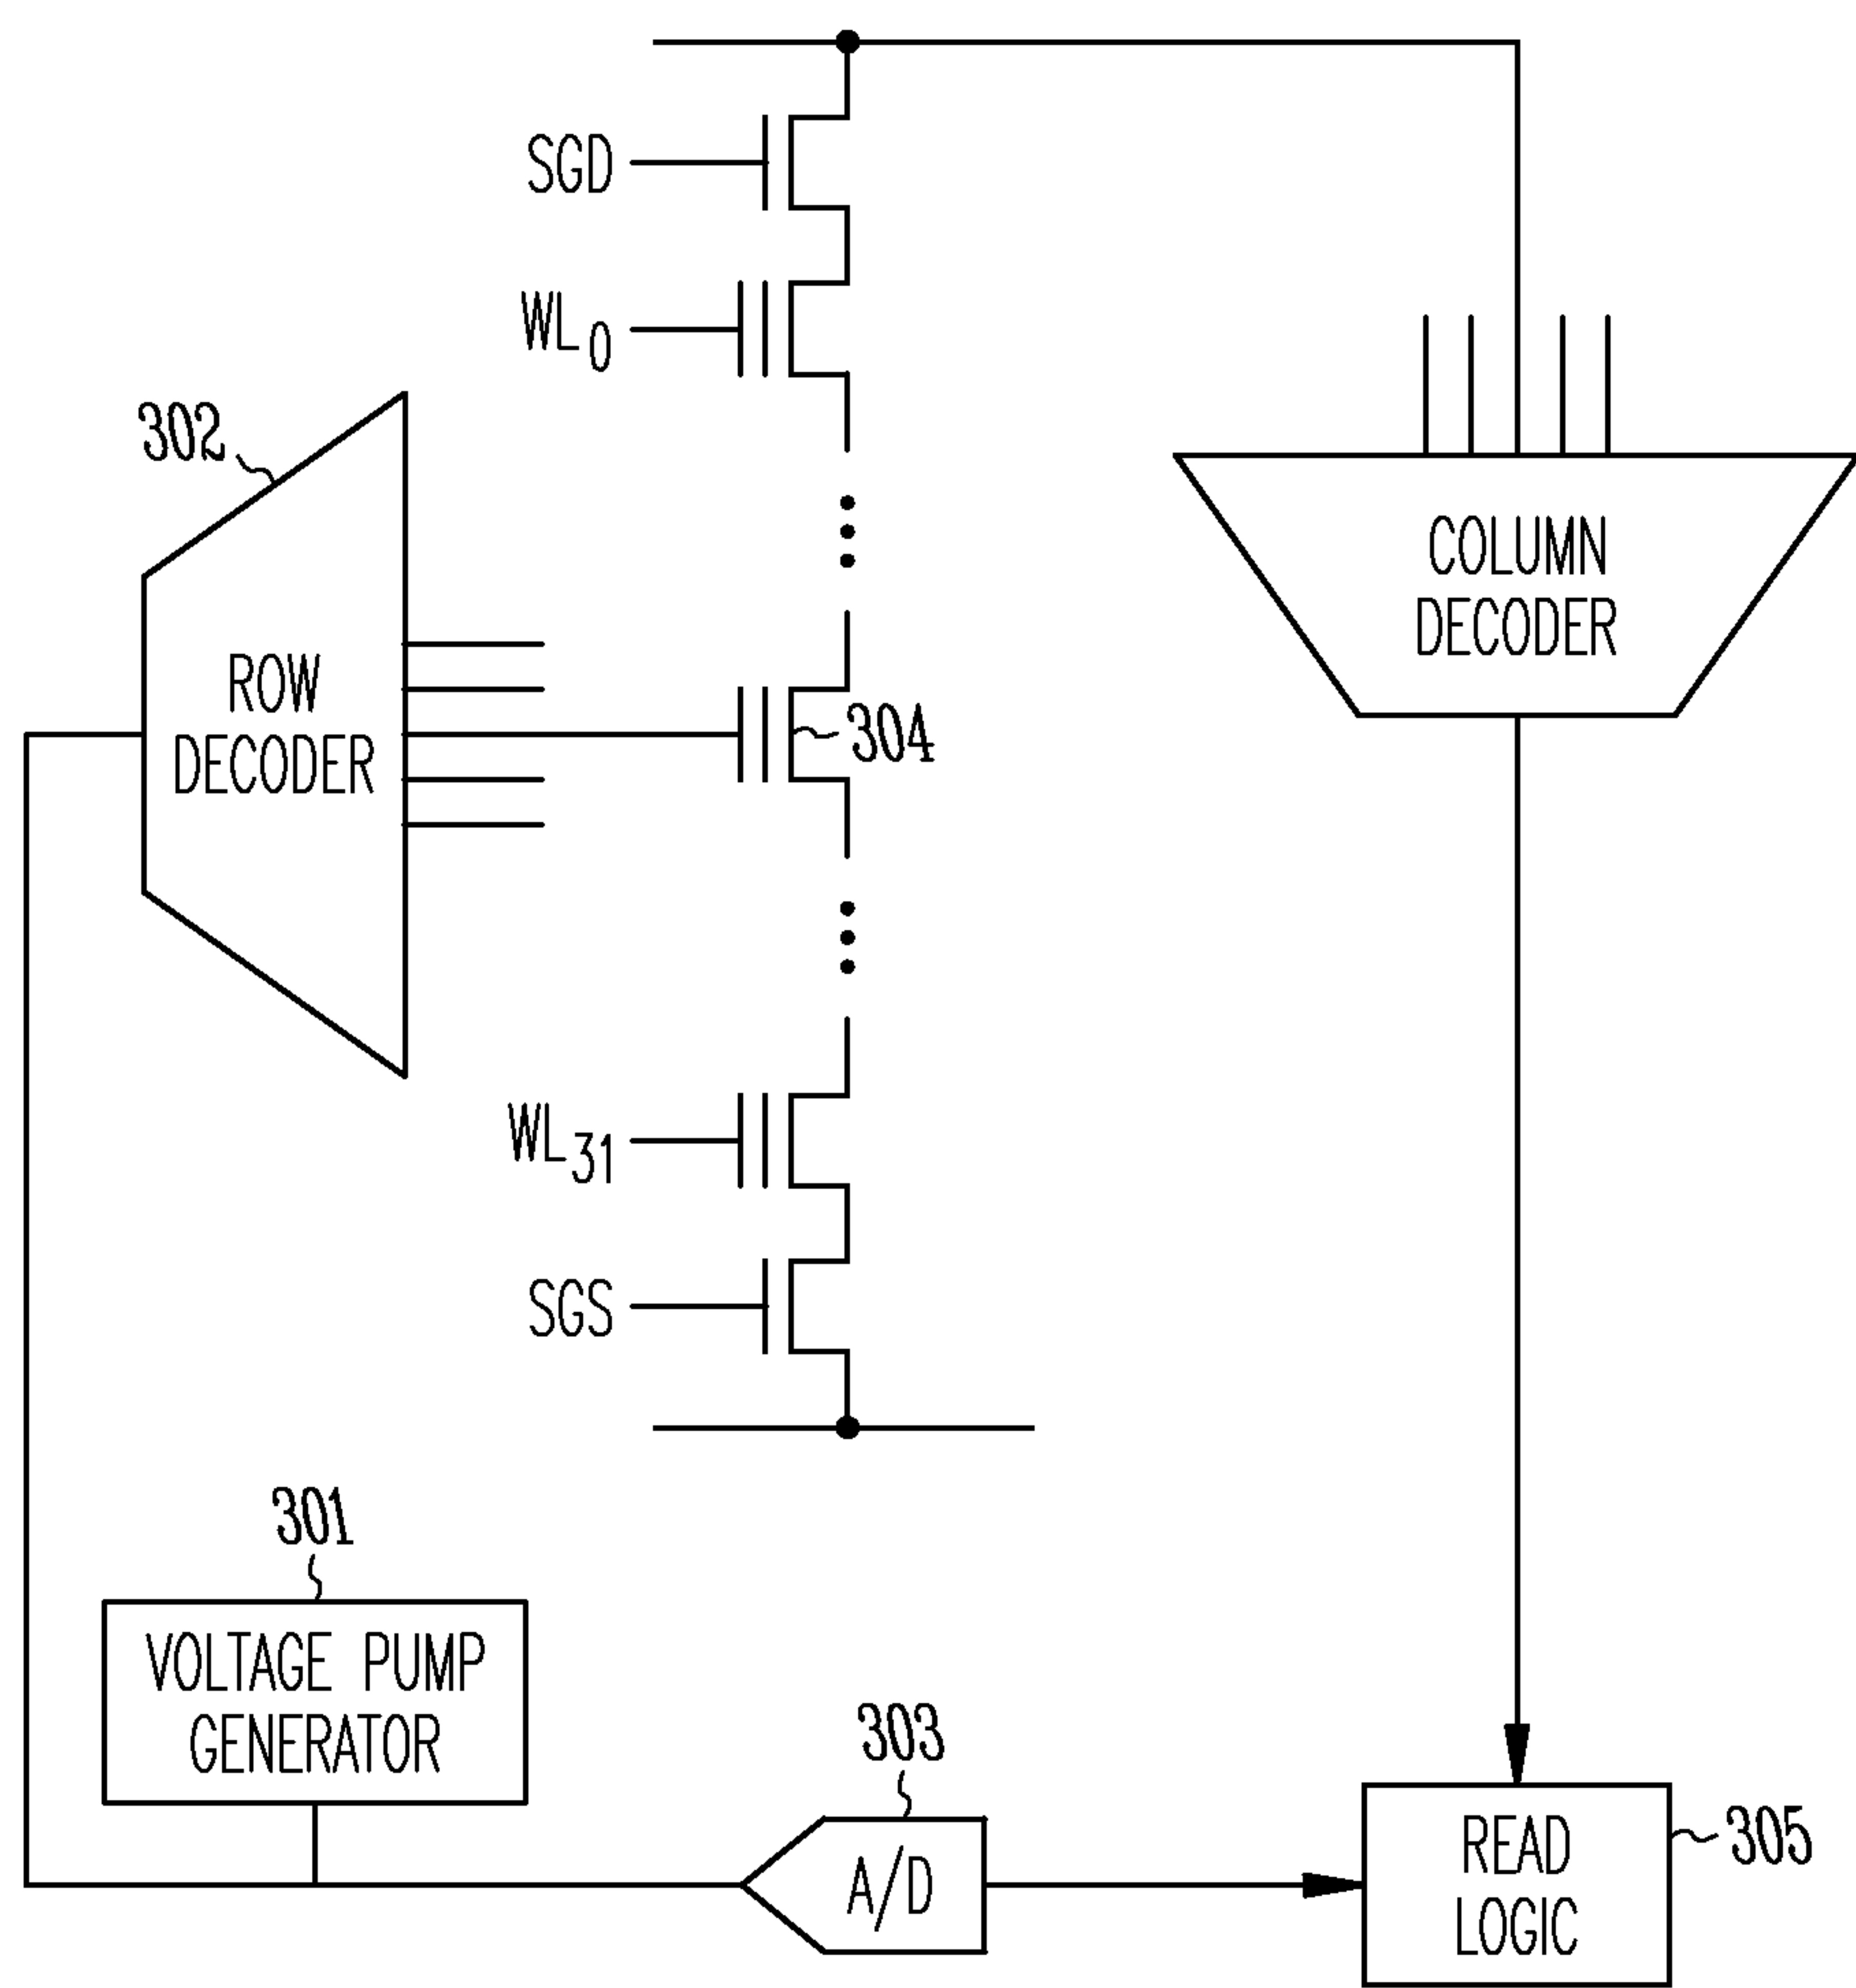 SGD
WL0
302
COLUMN
DECODER
ROW
DECODER
304
WL31
SGS
301
VOLTAGE PUMP
GENERATOR
303
A/D
READ
LOGIC
305